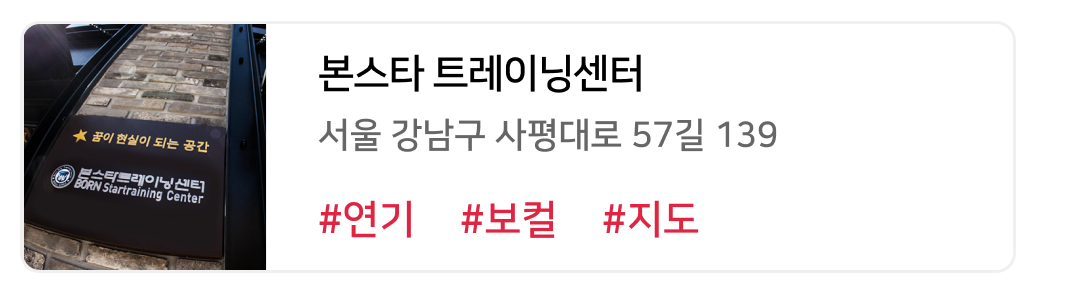 본스타 트레이닝센터
서울 강남구 사평대로 57길 139
#연기 #보컬 #지도
꿈이 현실이 되는 공간
본스타트레이닝센터
BORN Startraining Center